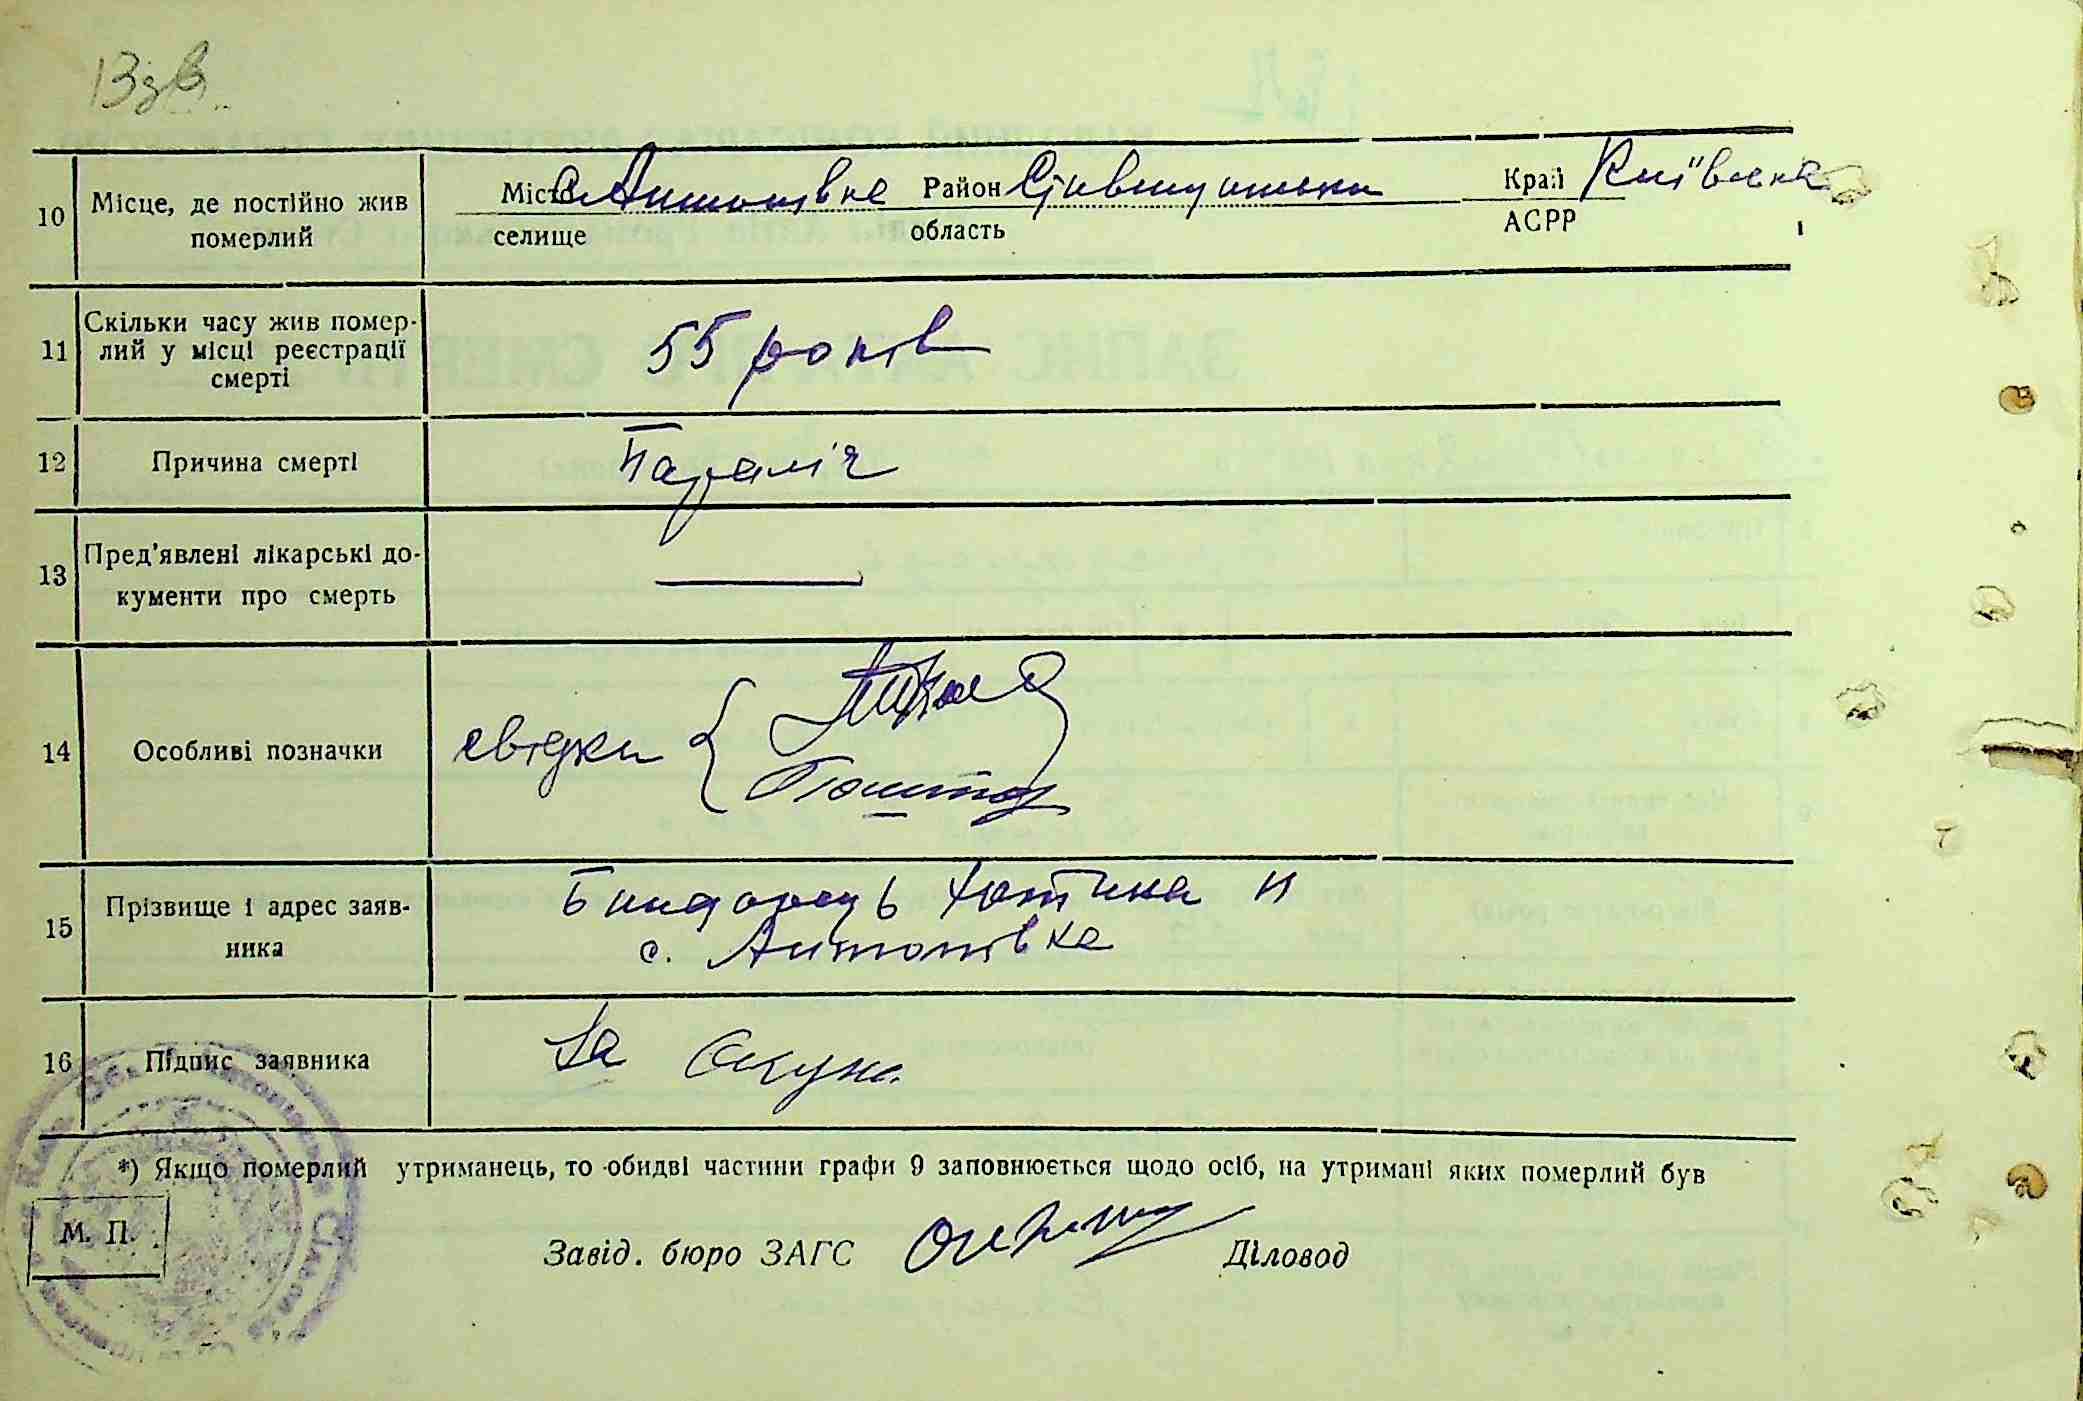 13зв
10 Місце, де постійно жив Місто с. Антонівка Район Ставищанський Край Київська
померлий селище область АСРР
11 Скільки часу жив помер-
лий у місці реєстрації 55 років
смерті
12 Причина смерті Параліч
13 Пред'явлені лікарські до-
кументи про смерть
14 Особливі позначки свідки
15 Прізвище і адрес заяв- Бондарець
ника с. Антонівка
16 Підпис заявника За
*) Якщо померлий утриманець, то обидві частини графи 9 заповнюється щодо осіб, на утримані яких померлий був
М. П.
Завід. бюро ЗАГС Діловод